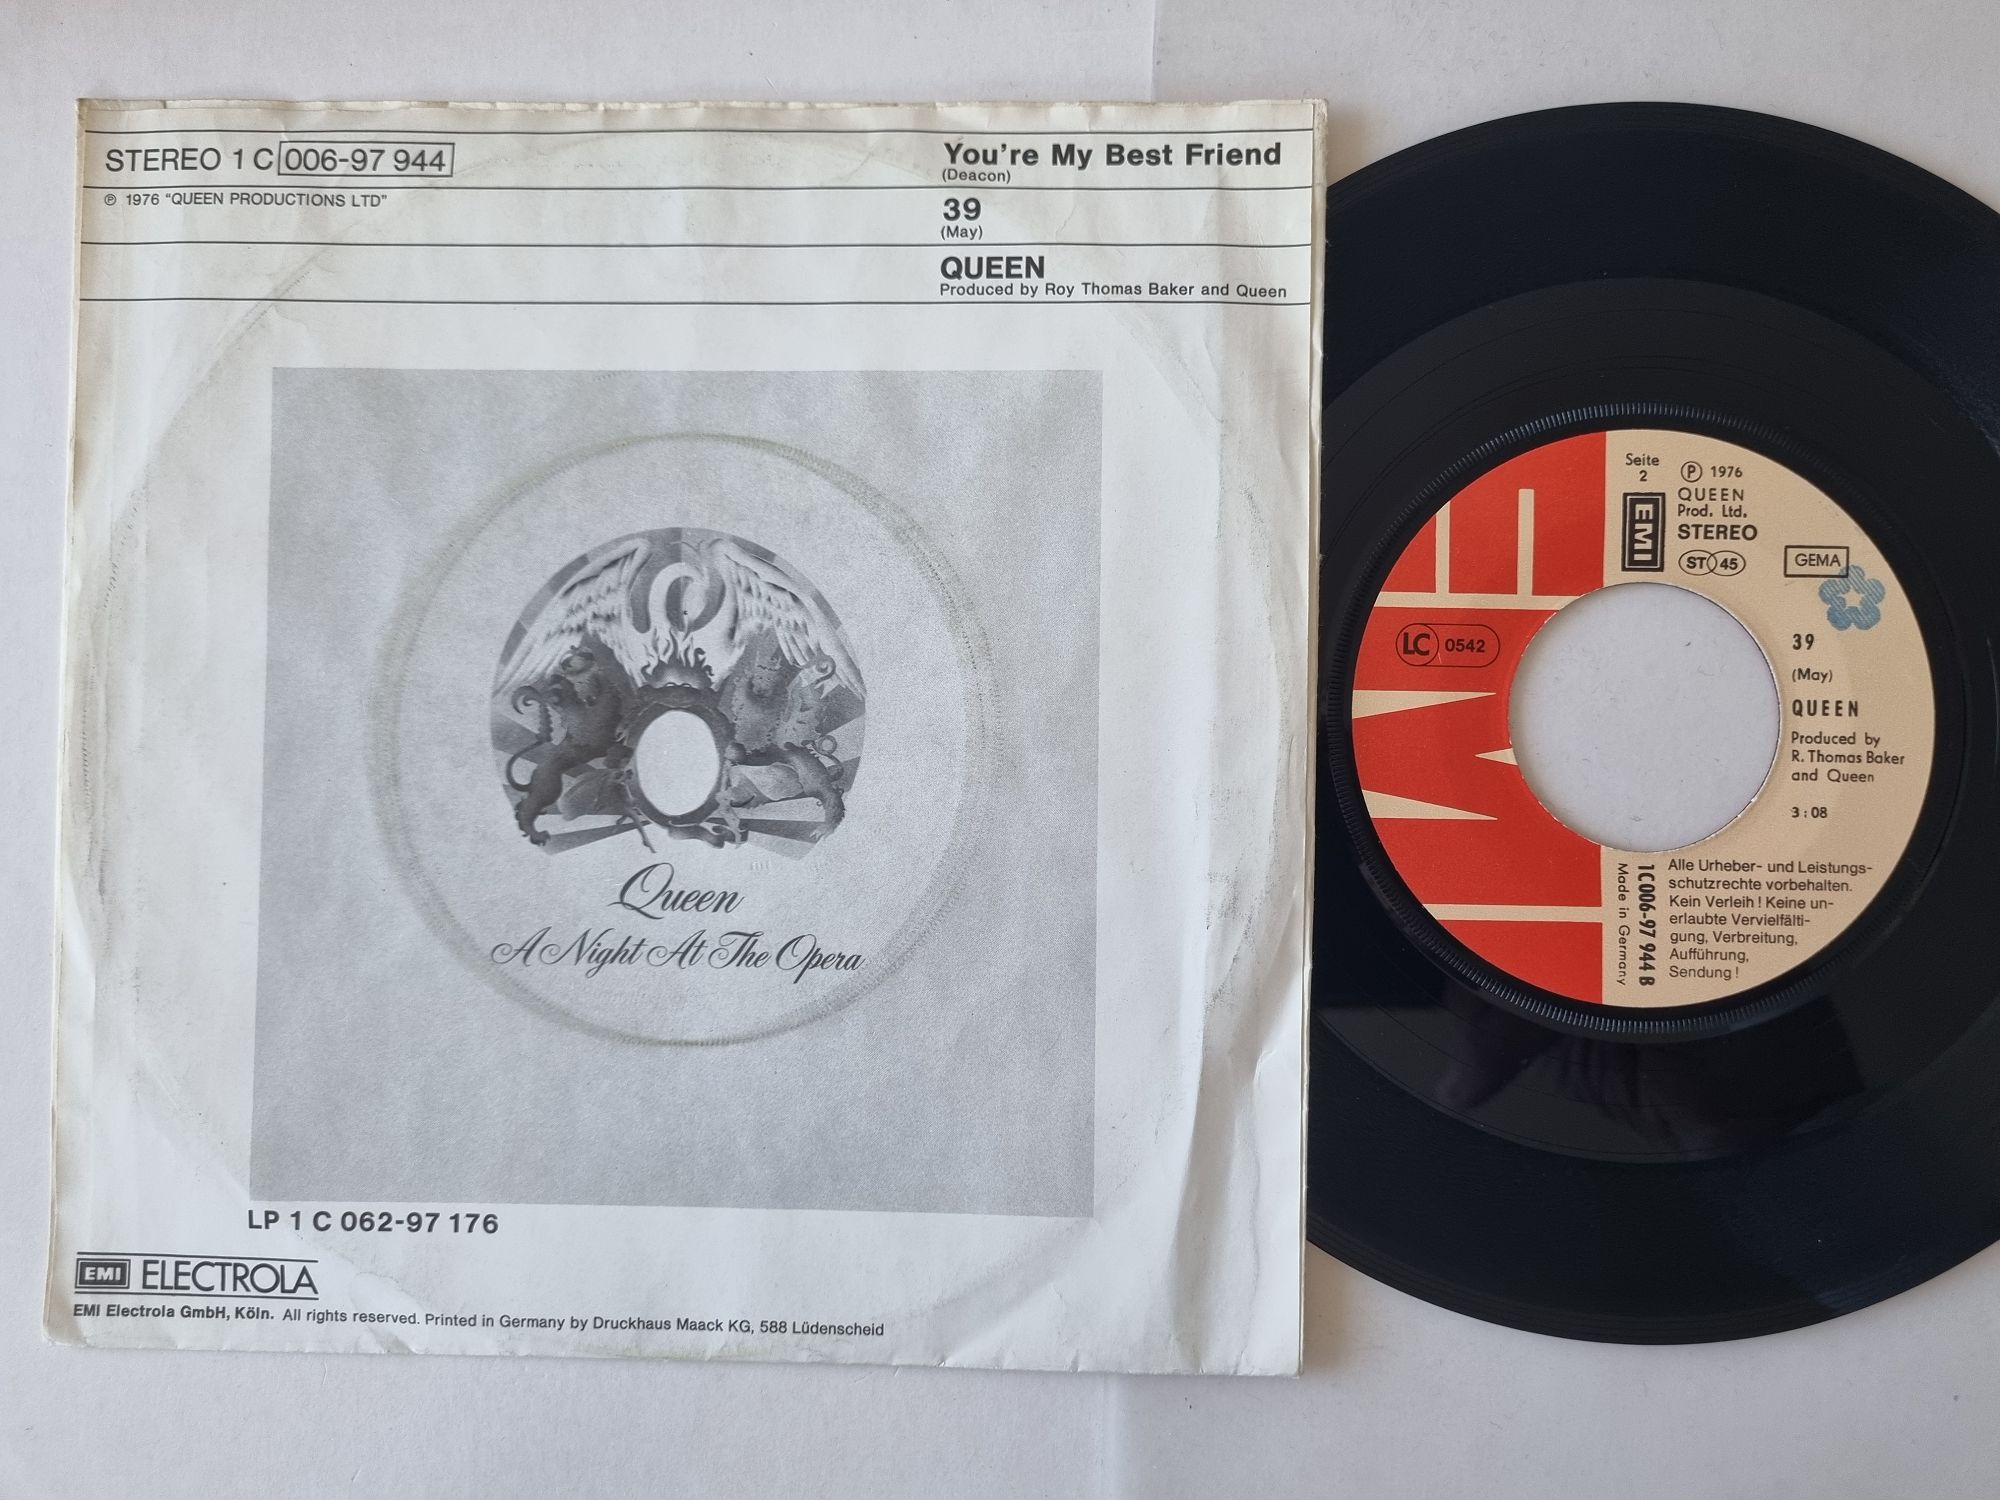 STEREO 1 C 006-97 944
℗ 1976 "QUEEN PRODUCTIONS LTD"
You're My Best Friend
(Deacon)
39
(May)
QUEEN
Produced by Roy Thomas Baker and Queen
Queen
A Night At The Opera
LP 1 C 062-97 176
EMI ELECTROLA
EMI Electrola GmbH, Köln. All rights reserved. Printed in Germany by Druckhaus Maack KG, 588 Lüdenscheid
EMI
Seite
2
EMI
℗ 1976
QUEEN
Prod. Ltd.
STEREO
ST 45
GEMA
LC 0542
39
(May)
QUEEN
Produced by
R. Thomas Baker
and Queen
3:08
1C006-97 944 B
Made in Germany
Alle Urheber- und Leistungs-
schutzrechte vorbehalten.
Kein Verleih! Keine un-
erlaubte Vervielfälti-
gung, Verbreitung,
Aufführung,
Sendung!